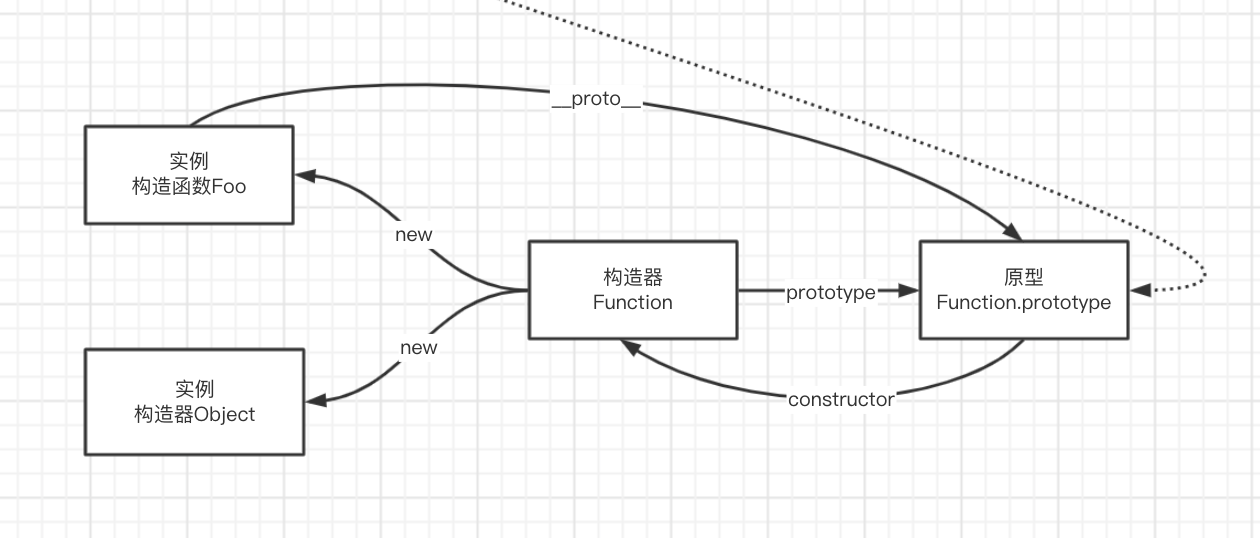 __proto__
实例
构造函数Foo
new
构造器
Function
prototype
原型
Function.prototype
new
实例
构造器Object
constructor